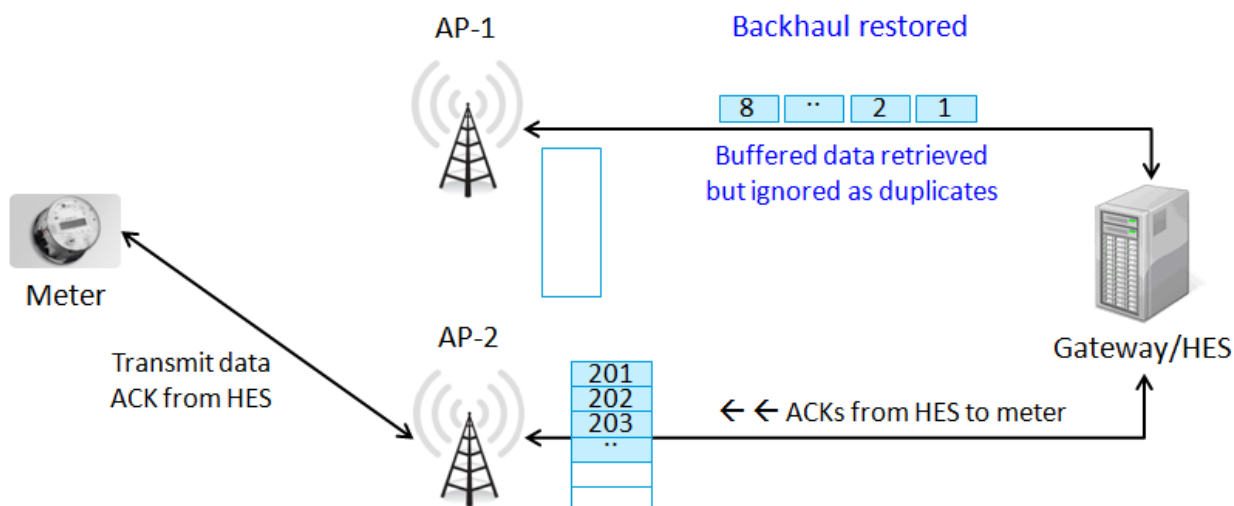 AP-1
Backhaul restored
8 .. 2 1
Buffered data retrieved
but ignored as duplicates
Meter
Gateway/HES
AP-2
Transmit data
ACK from HES
201
202
203
..
← ← ACKs from HES to meter